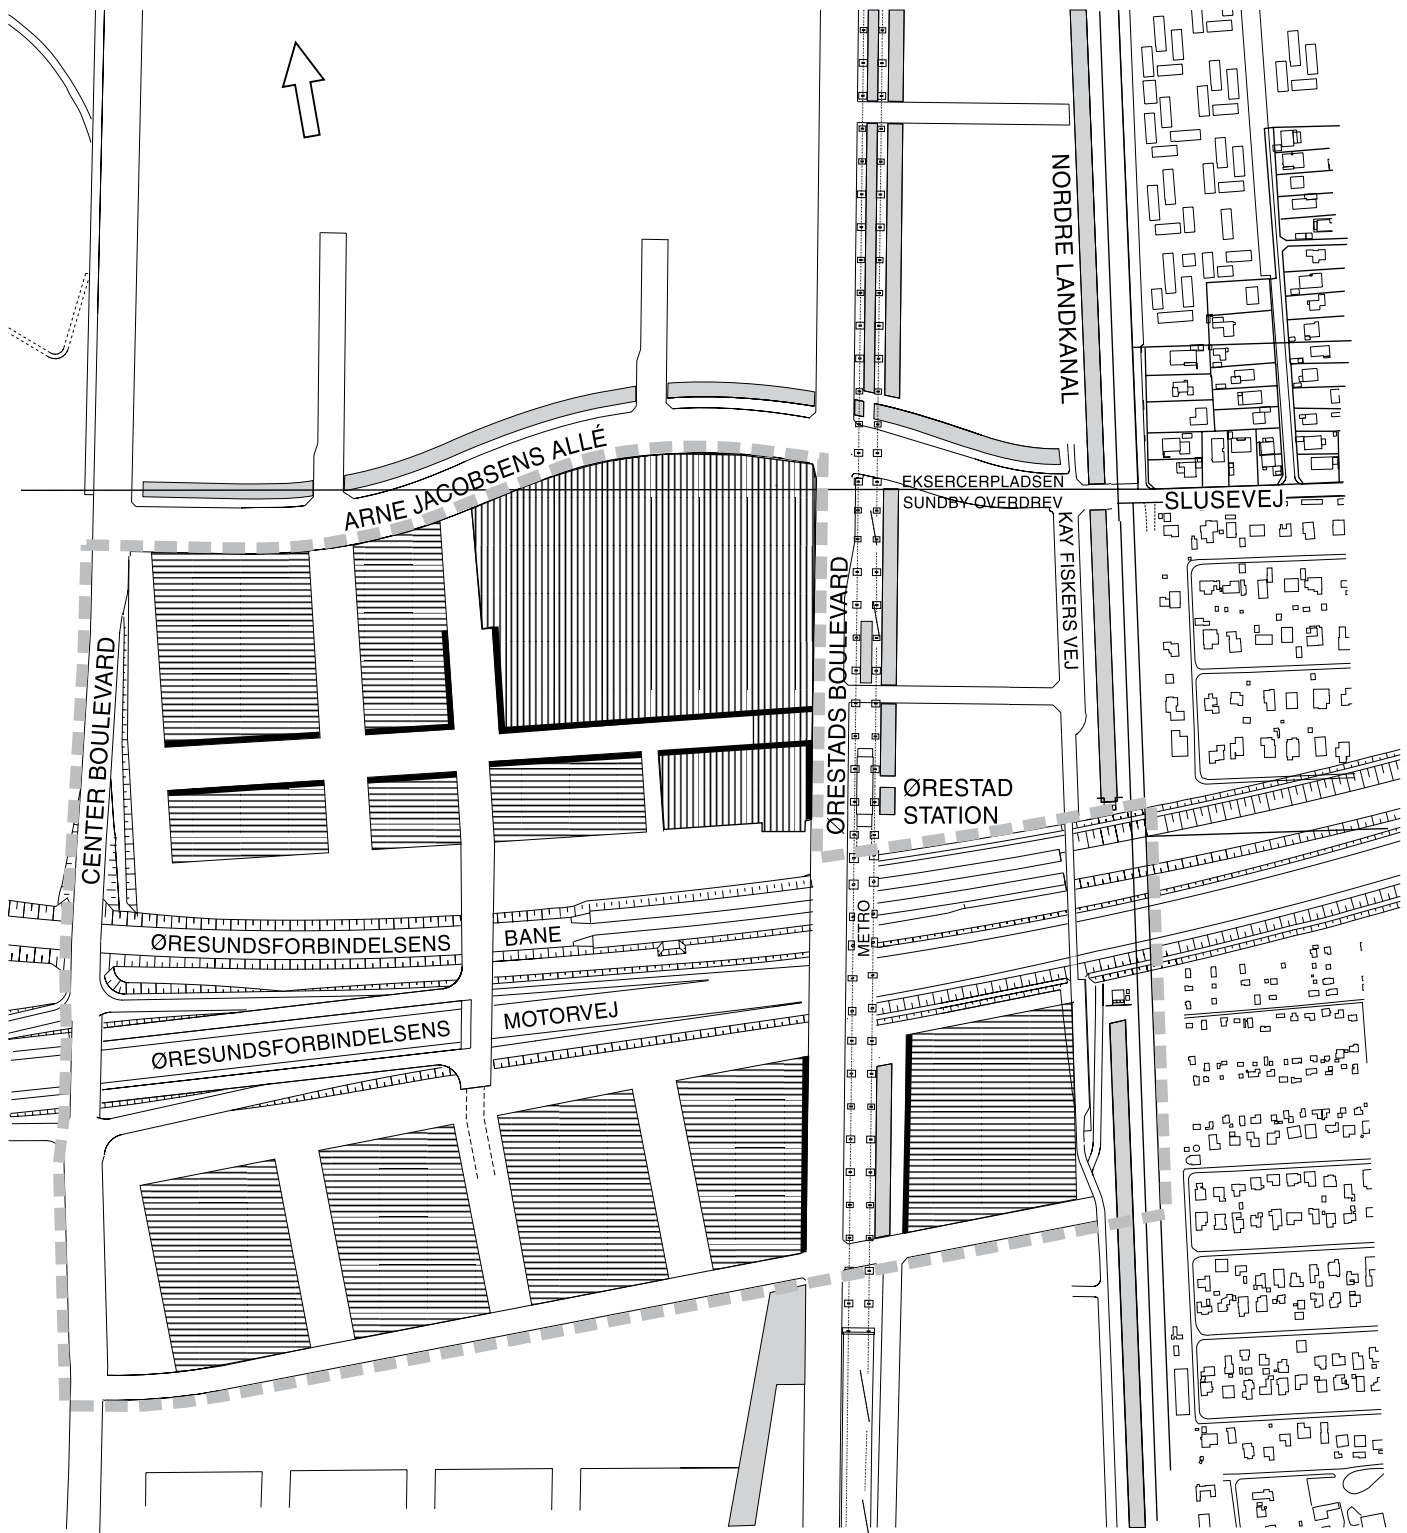 NORDRE LANDKANAL
ARNE JACOBSENS ALLÉ
EKSERCERPLADSEN
SUNDBY OVERDREV
SLUSEVEJ
KAY FISKERS VEJ
ØRESTADS BOULEVARD
CENTER BOULEVARD
ØRESTAD
STATION
METRO
ØRESUNDSFORBINDELSENS BANE
ØRESUNDSFORBINDELSENS MOTORVEJ